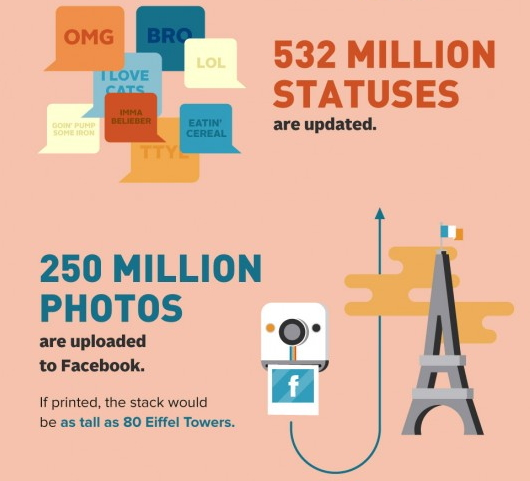 OMG
BRO
LOL
I LOVE
CATS
IMMA
BELIEBER
GOIN' PUMP
SOME IRON
EATIN'
CEREAL
TTYL
532 MILLION
STATUSES
are updated.
250 MILLION
PHOTOS
are uploaded
to Facebook.
If printed, the stack would
be as tall as 80 Eiffel Towers.
f